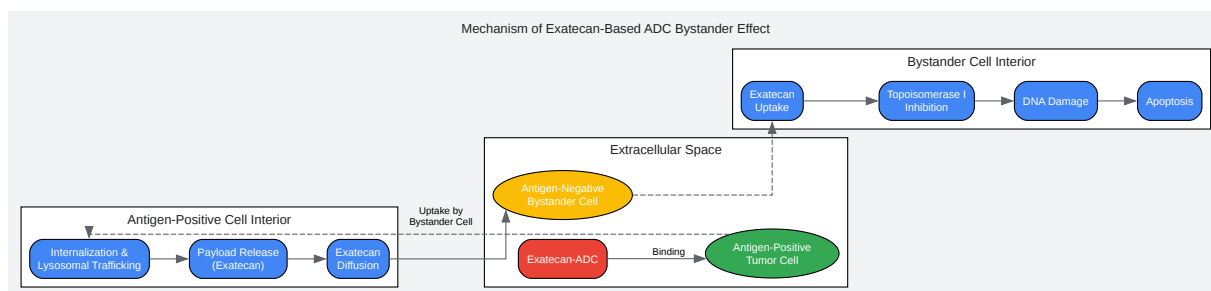 Mechanism of Exatecan-Based ADC Bystander Effect
Bystander Cell Interior
Exatecan
Uptake
Topoisomerase I
Inhibition
DNA Damage
Apoptosis
Extracellular Space
Antigen-Negative
Bystander Cell
Antigen-Positive Cell Interior
Uptake by
Bystander Cell
Internalization &
Lysosomal Trafficking
Payload Release
(Exatecan)
Exatecan
Diffusion
Exatecan-ADC
Binding
Antigen-Positive
Tumor Cell